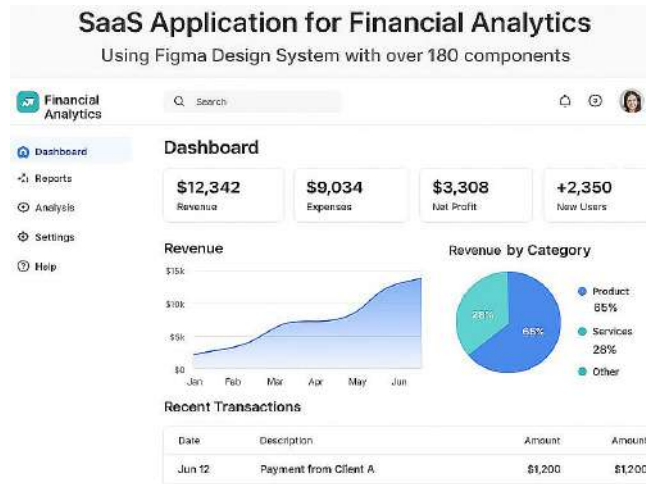 SaaS Application for Financial Analytics
Using Figma Design System with over 180 components
Financial
Analytics
Search
Dashboard
Reports
Analysis
Settings
Help
Dashboard
$12,342
Revenue
$9,034
Expenses
$3,308
Net Profit
+2,350
New Users
Revenue
$15k
$10k
$5k
$0
Jan Feb Mar Apr May Jun
Revenue by Category
28%
65%
Product
65%
Services
28%
Other
Recent Transactions
Date Description Amount Amount
Jun 12 Payment from Client A $1,200 $1,200